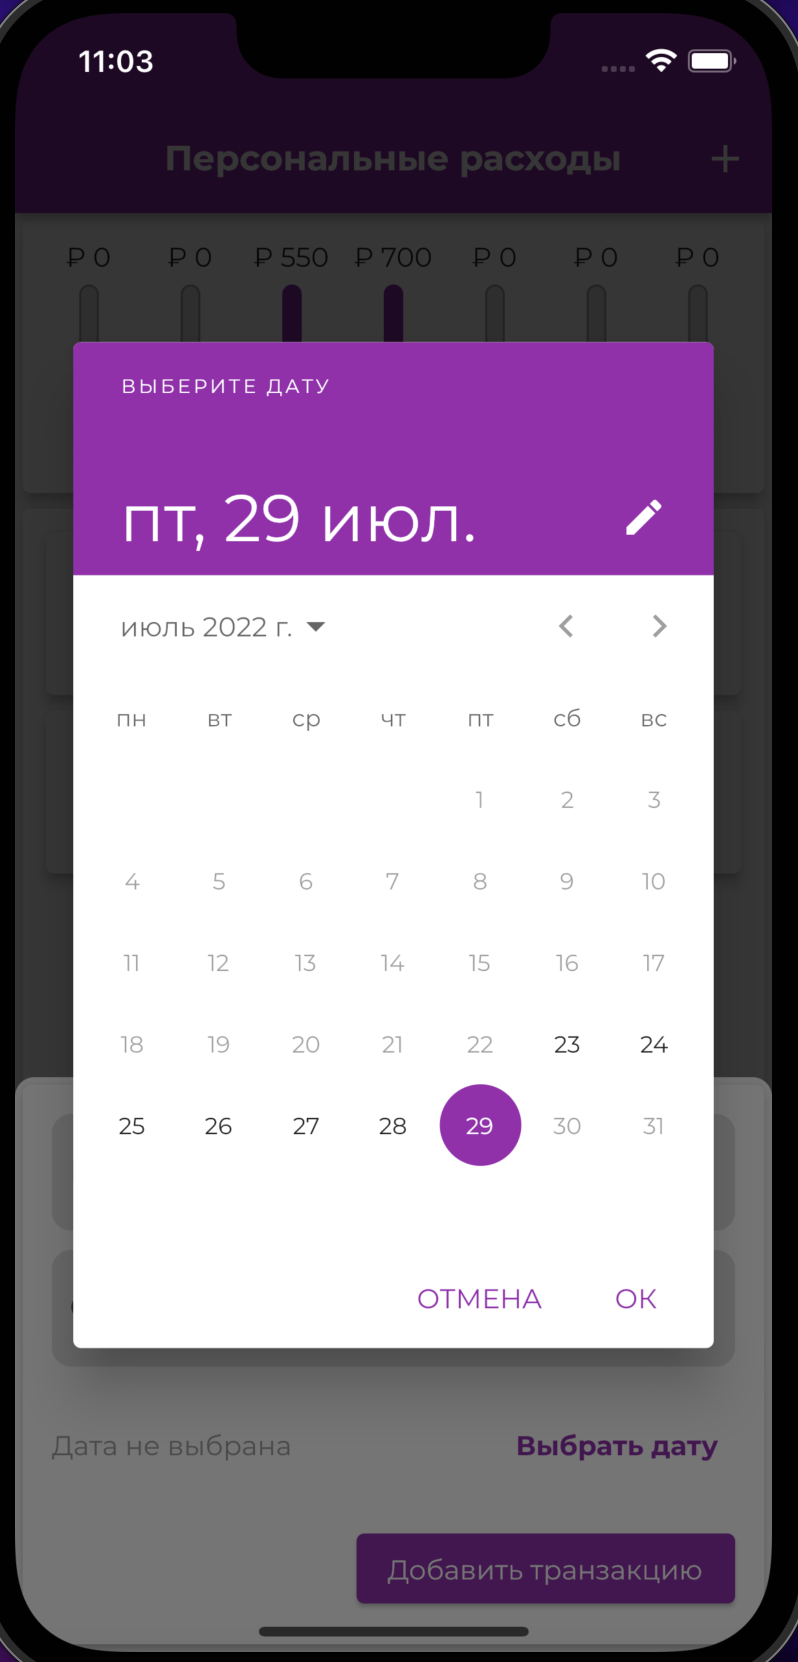 11:03
Персональные расходы
₽ 0 ₽ 0 ₽ 550 ₽ 700 ₽ 0 ₽ 0 ₽ 0
ВЫБЕРИТЕ ДАТУ
пт, 29 июл.
июль 2022 г.
пн вт ср чт пт сб вс
1 2 3
4 5 6 7 8 9 10
11 12 13 14 15 16 17
18 19 20 21 22 23 24
25 26 27 28 29 30 31
ОТМЕНА ОК
Дата не выбрана Выбрать дату
Добавить транзакцию